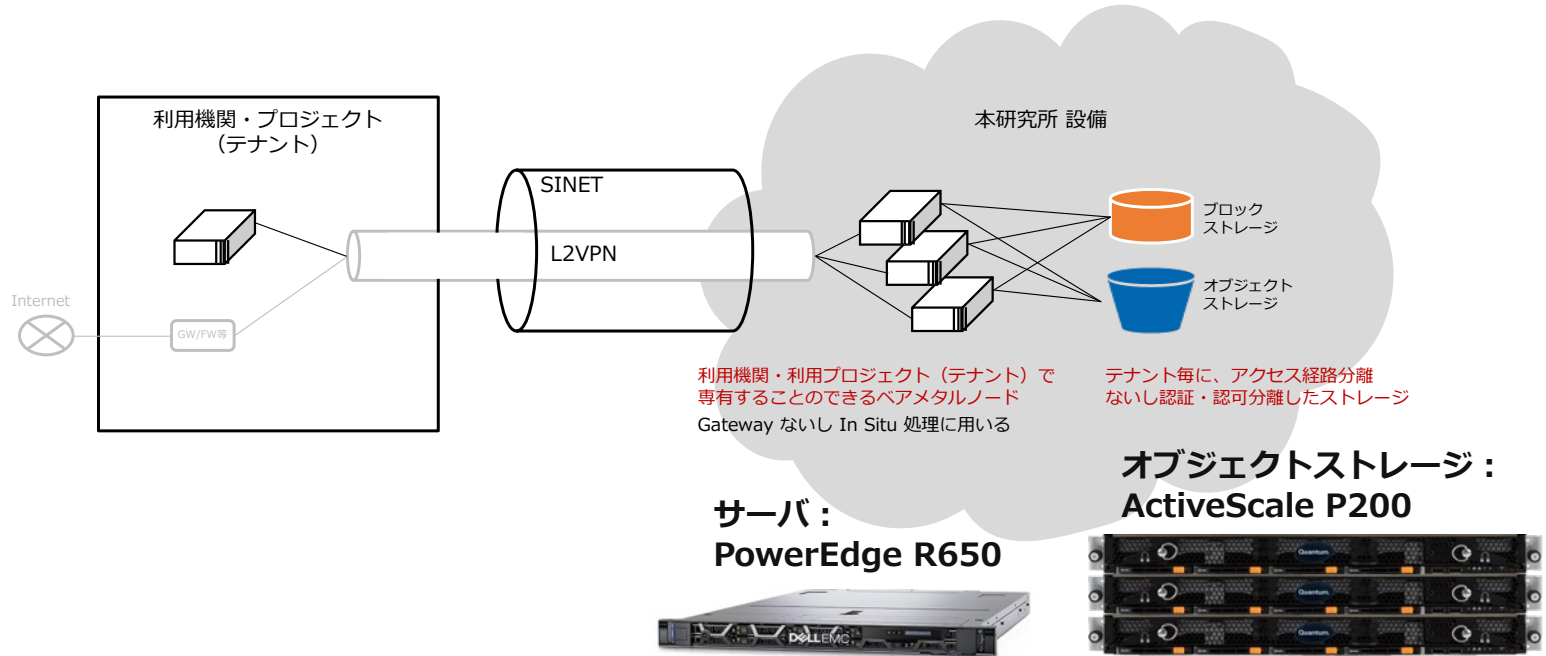 利用機関・プロジェクト
（テナント）
Internet
GW/FW等
SINET
L2VPN
本研究所 設備
ブロック
ストレージ
オブジェクト
ストレージ
利用機関・利用プロジェクト（テナント）で
専有することのできるベアメタルノード
Gateway ないし In Situ 処理に用いる
テナント毎に、アクセス経路分離
ないし認証・認可分離したストレージ
サーバ：
PowerEdge R650
オブジェクトストレージ：
ActiveScale P200
DELLEMC
Quantum.
Quantum.
Quantum.